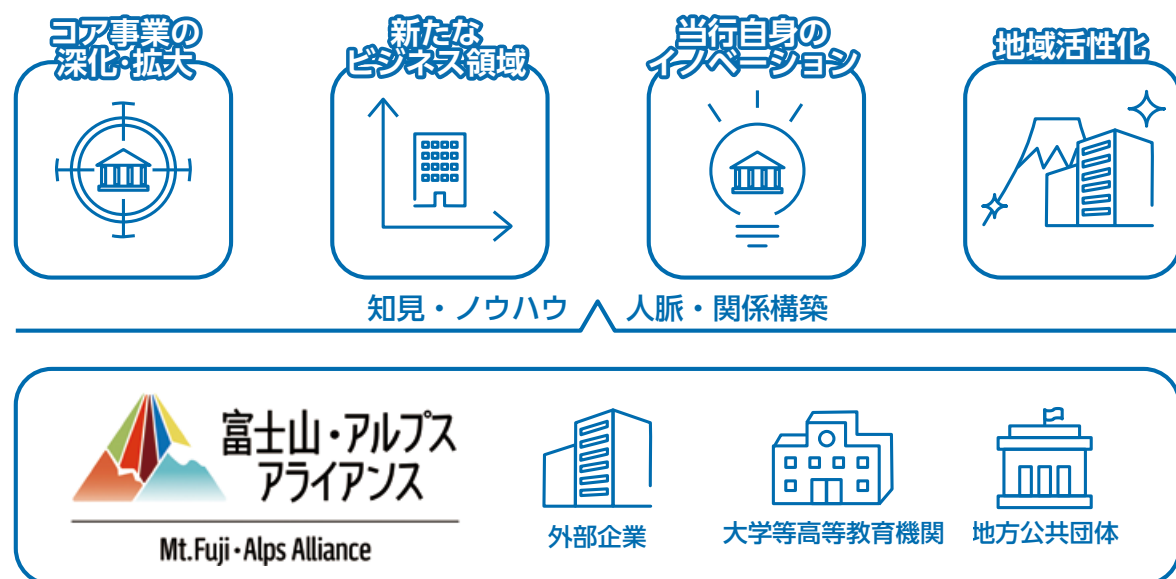 コア事業の
深化・拡大
新たな
ビジネス領域
当行自身の
イノベーション
地域活性化
知見・ノウハウ
人脈・関係構築
富士山・アルプス
アライアンス
Mt.Fuji・Alps Alliance
外部企業
大学等高等教育機関
地方公共団体